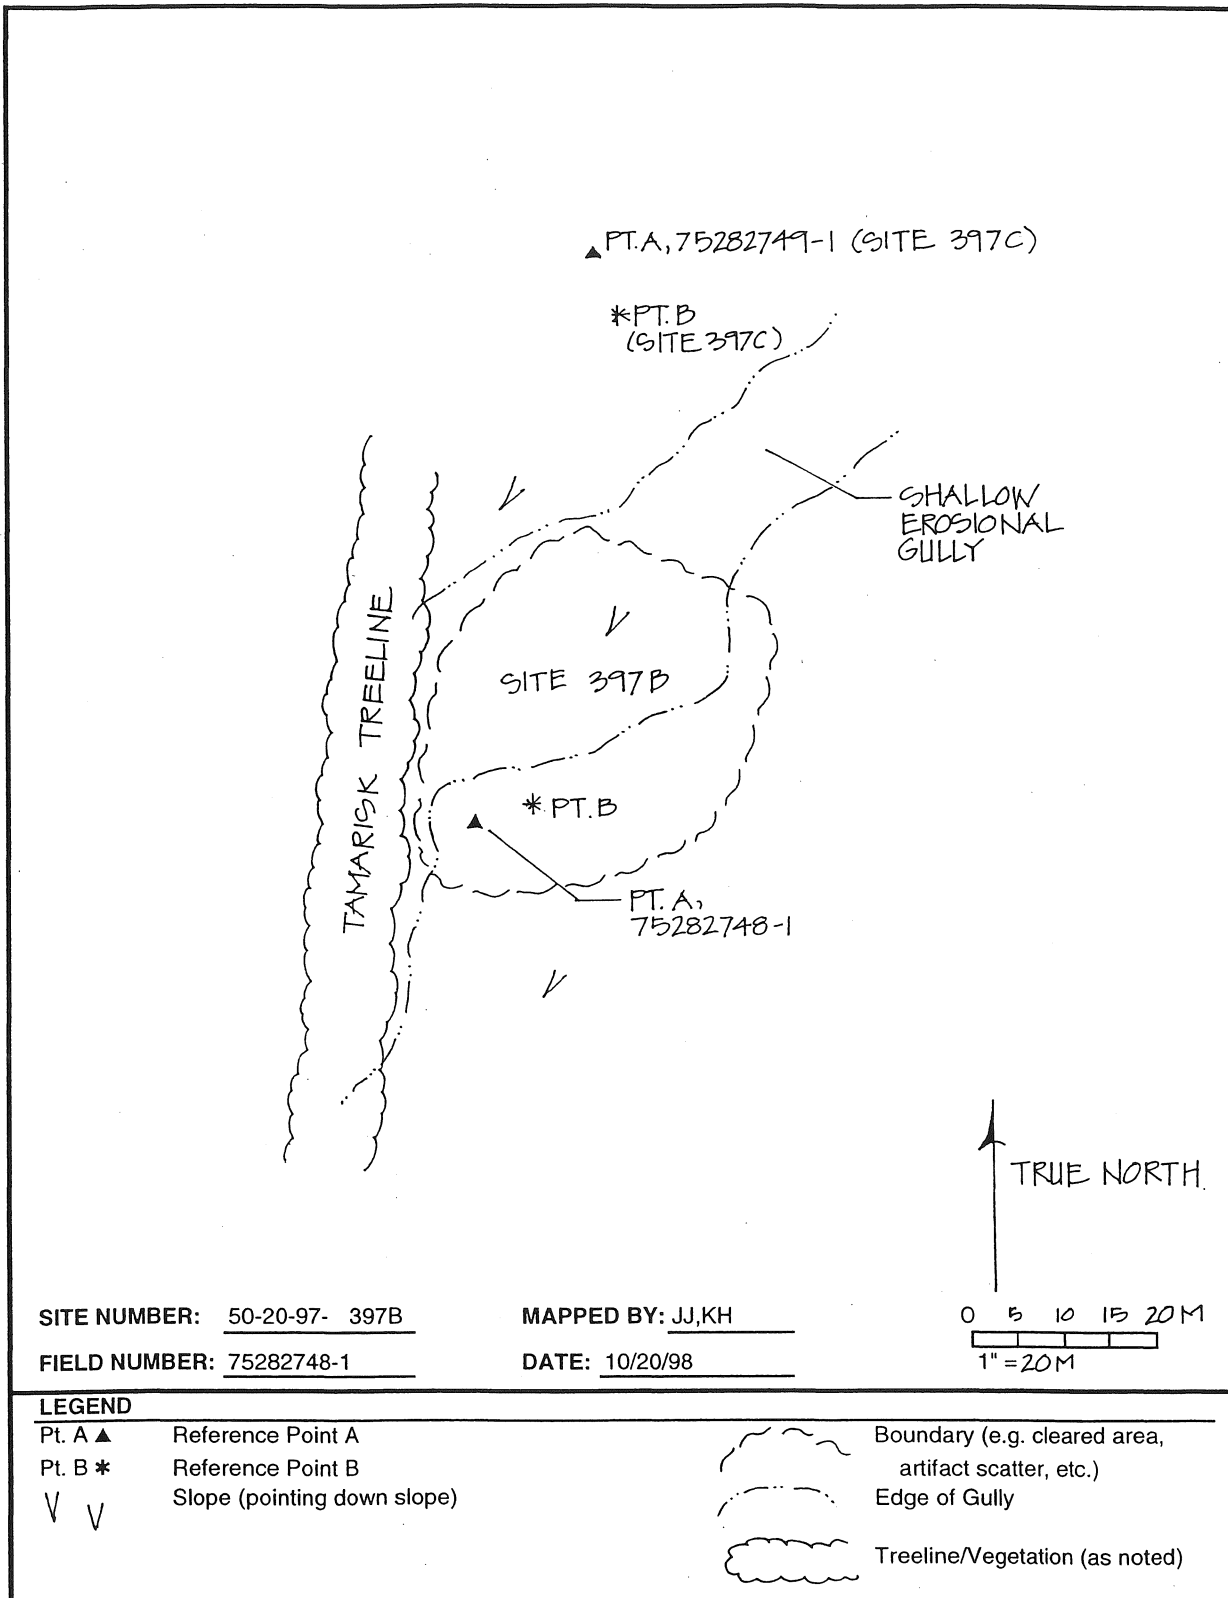 PT.A, 75282749-1 (SITE 397C)
PT.B
(SITE 397C)
SHALLOW
EROSIONAL
GULLY
TAMARISK TREELINE
SITE 397B
PT.B
PT. A,
75282748-1
TRUE NORTH
SITE NUMBER: 50-20-97- 397B
MAPPED BY: JJ,KH
0 5 10 15 20 M
1" = 20 M
FIELD NUMBER: 75282748-1
DATE: 10/20/98
LEGEND
Pt. A ▲ Reference Point A
Pt. B * Reference Point B
Slope (pointing down slope)
Boundary (e.g. cleared area,
artifact scatter, etc.)
Edge of Gully
Treeline/Vegetation (as noted)